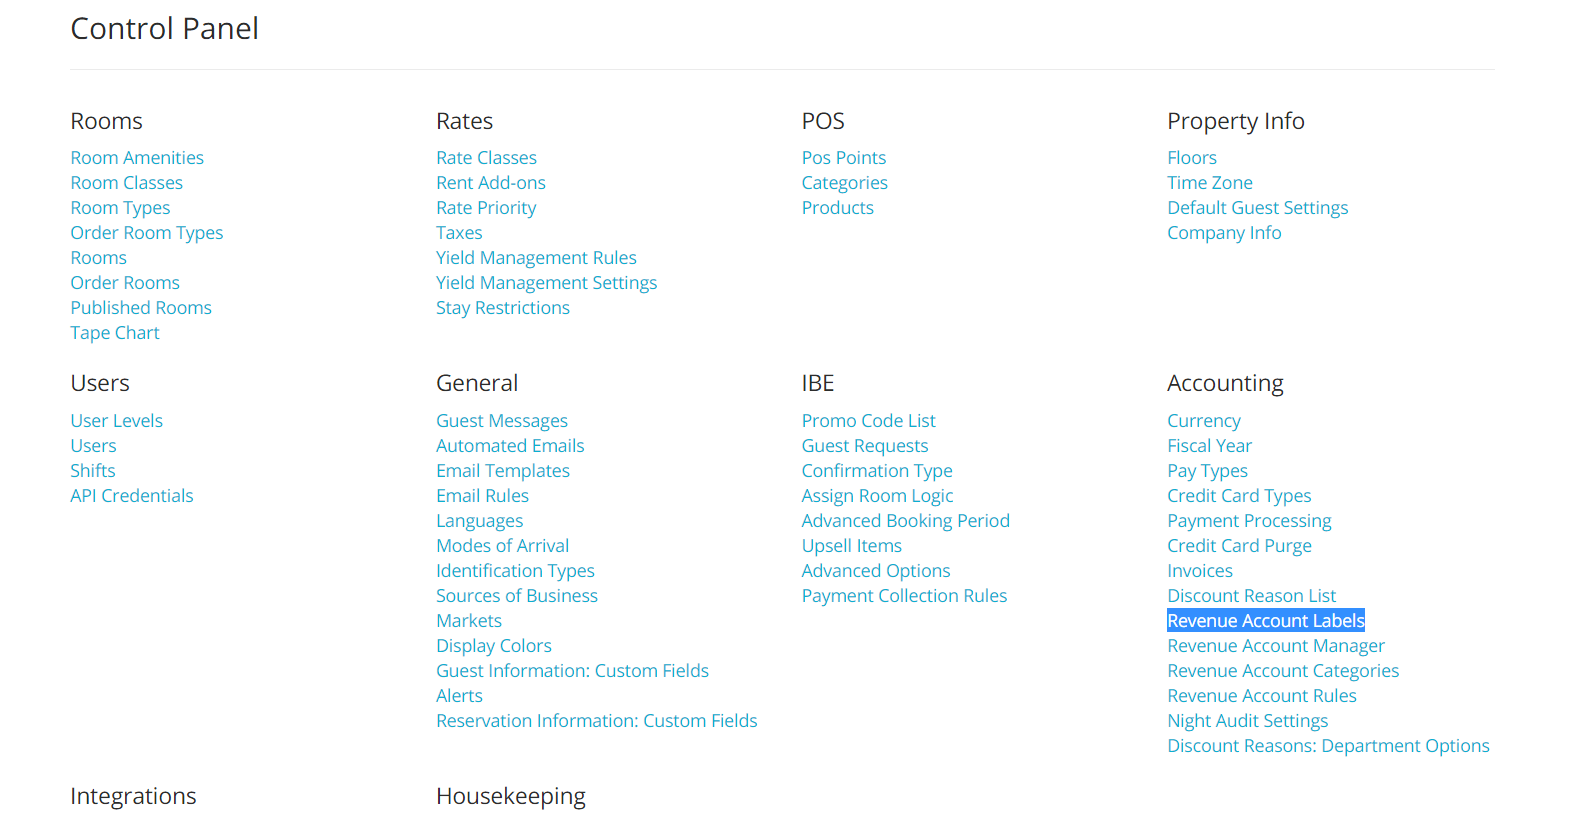 Control Panel
Rooms
Room Amenities
Room Classes
Room Types
Order Room Types
Rooms
Order Rooms
Published Rooms
Tape Chart
Rates
Rate Classes
Rent Add-ons
Rate Priority
Taxes
Yield Management Rules
Yield Management Settings
Stay Restrictions
POS
Pos Points
Categories
Products
Property Info
Floors
Time Zone
Default Guest Settings
Company Info
Users
User Levels
Users
Shifts
API Credentials
General
Guest Messages
Automated Emails
Email Templates
Email Rules
Languages
Modes of Arrival
Identification Types
Sources of Business
Markets
Display Colors
Guest Information: Custom Fields
Alerts
Reservation Information: Custom Fields
IBE
Promo Code List
Guest Requests
Confirmation Type
Assign Room Logic
Advanced Booking Period
Upsell Items
Advanced Options
Payment Collection Rules
Accounting
Currency
Fiscal Year
Pay Types
Credit Card Types
Payment Processing
Credit Card Purge
Invoices
Discount Reason List
Revenue Account Labels
Revenue Account Manager
Revenue Account Categories
Revenue Account Rules
Night Audit Settings
Discount Reasons: Department Options
Integrations
Housekeeping